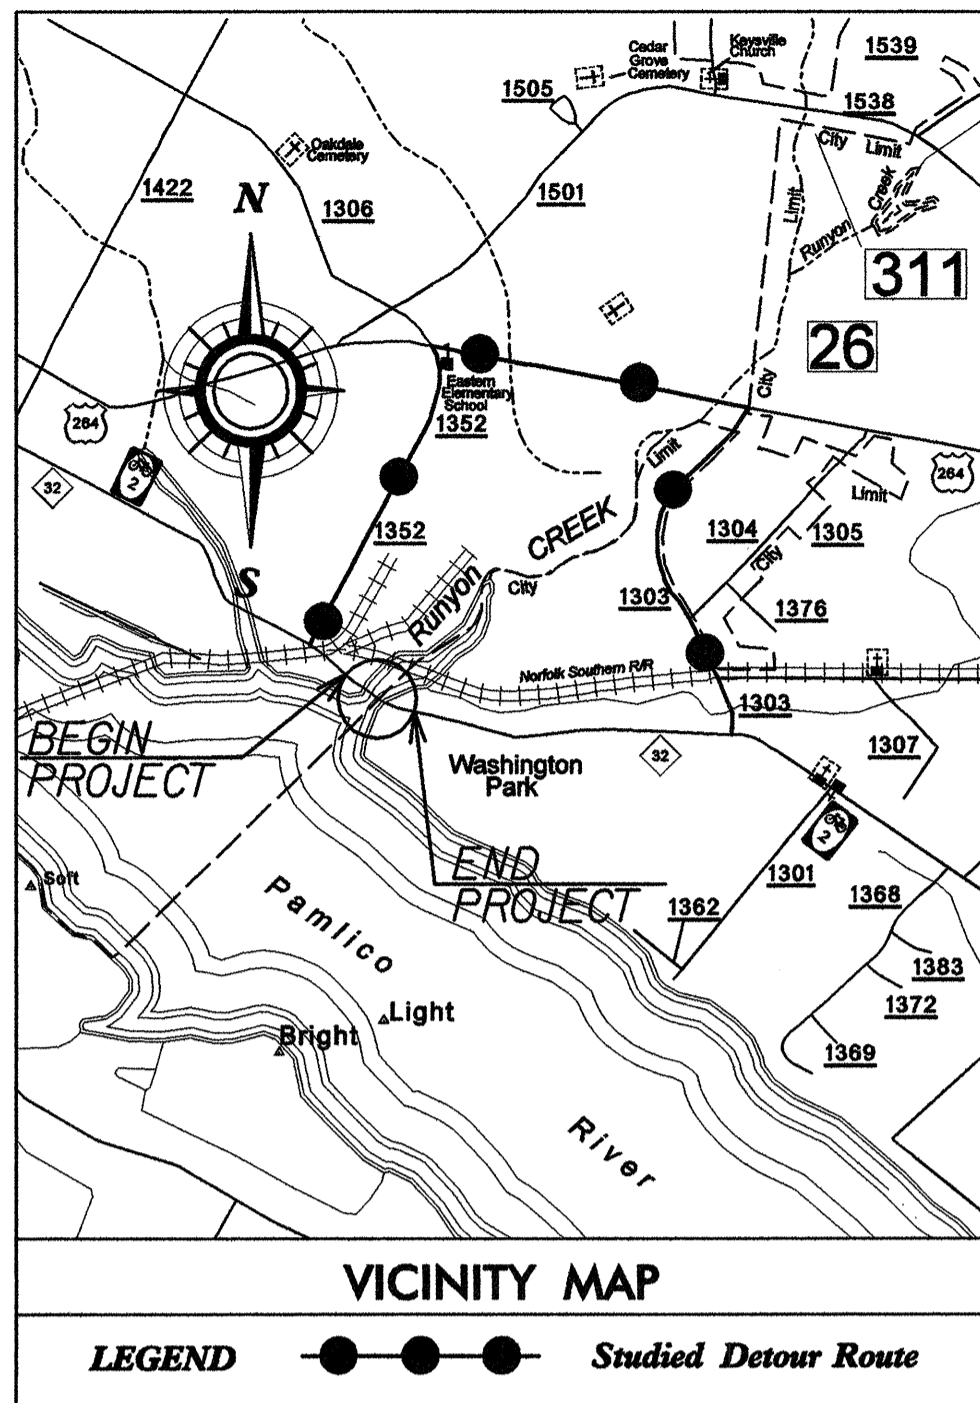 1539
Cedar
Grove
Cemetery
Keysville
Church
1505
1538
City Limit
Oakdale
Cemetery
1422
N
1306
1501
Limit
Creek
Runyon
311
26
Eastern
Elementary
School
1352
City
264
2
32
Limit
264
Limit
1352
CREEK
1304
1305
City
S
Runyon
City
1303
1376
Norfolk Southern R/R
1303
BEGIN
PROJECT
32
1307
Washington
Park
2
END
PROJECT
1301
Soft
1362
1368
Pamlico
1383
1372
Light
Bright
1369
River
VICINITY MAP
LEGEND
Studied Detour Route